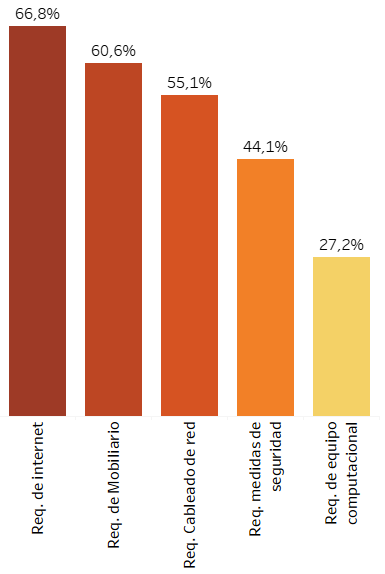 66,8%
60,6%
55,1%
44,1%
27,2%
Req. de internet
Req. de Mobiliario
Req. Cableado de red
Req. medidas de
seguridad
Req. de equipo
computacional